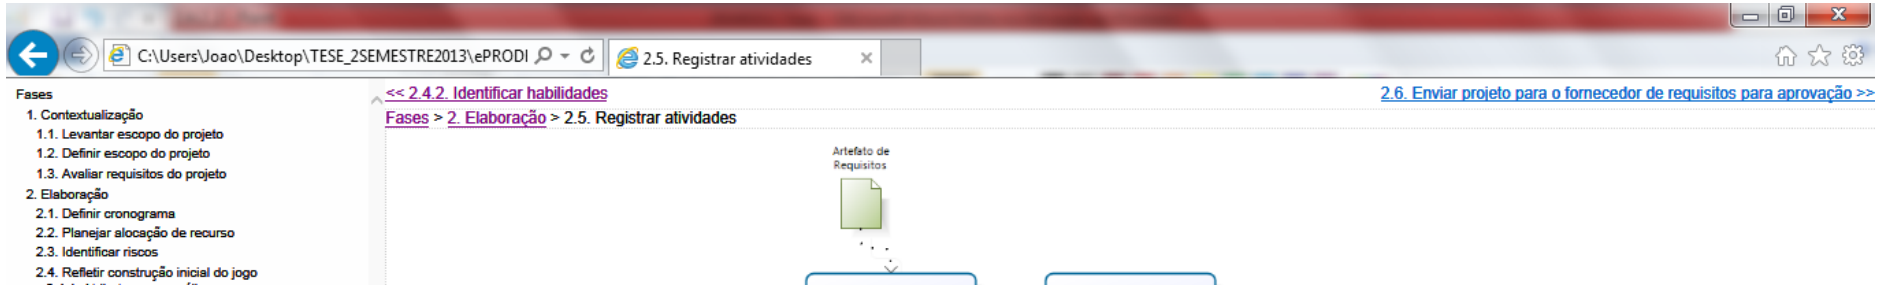 C:\Users\Joao\Desktop\TESE_2SEMESTRE2013\ePRODI
2.5. Registrar atividades
Fases
1. Contextualização
1.1. Levantar escopo do projeto
1.2. Definir escopo do projeto
1.3. Avaliar requisitos do projeto
2. Elaboração
2.1. Definir cronograma
2.2. Planejar alocação de recurso
2.3. Identificar riscos
2.4. Refletir construção inicial do jogo
<< 2.4.2. Identificar habilidades
2.6. Enviar projeto para o fornecedor de requisitos para aprovação >>
Fases > 2. Elaboração > 2.5. Registrar atividades
Artefato de
Requisitos